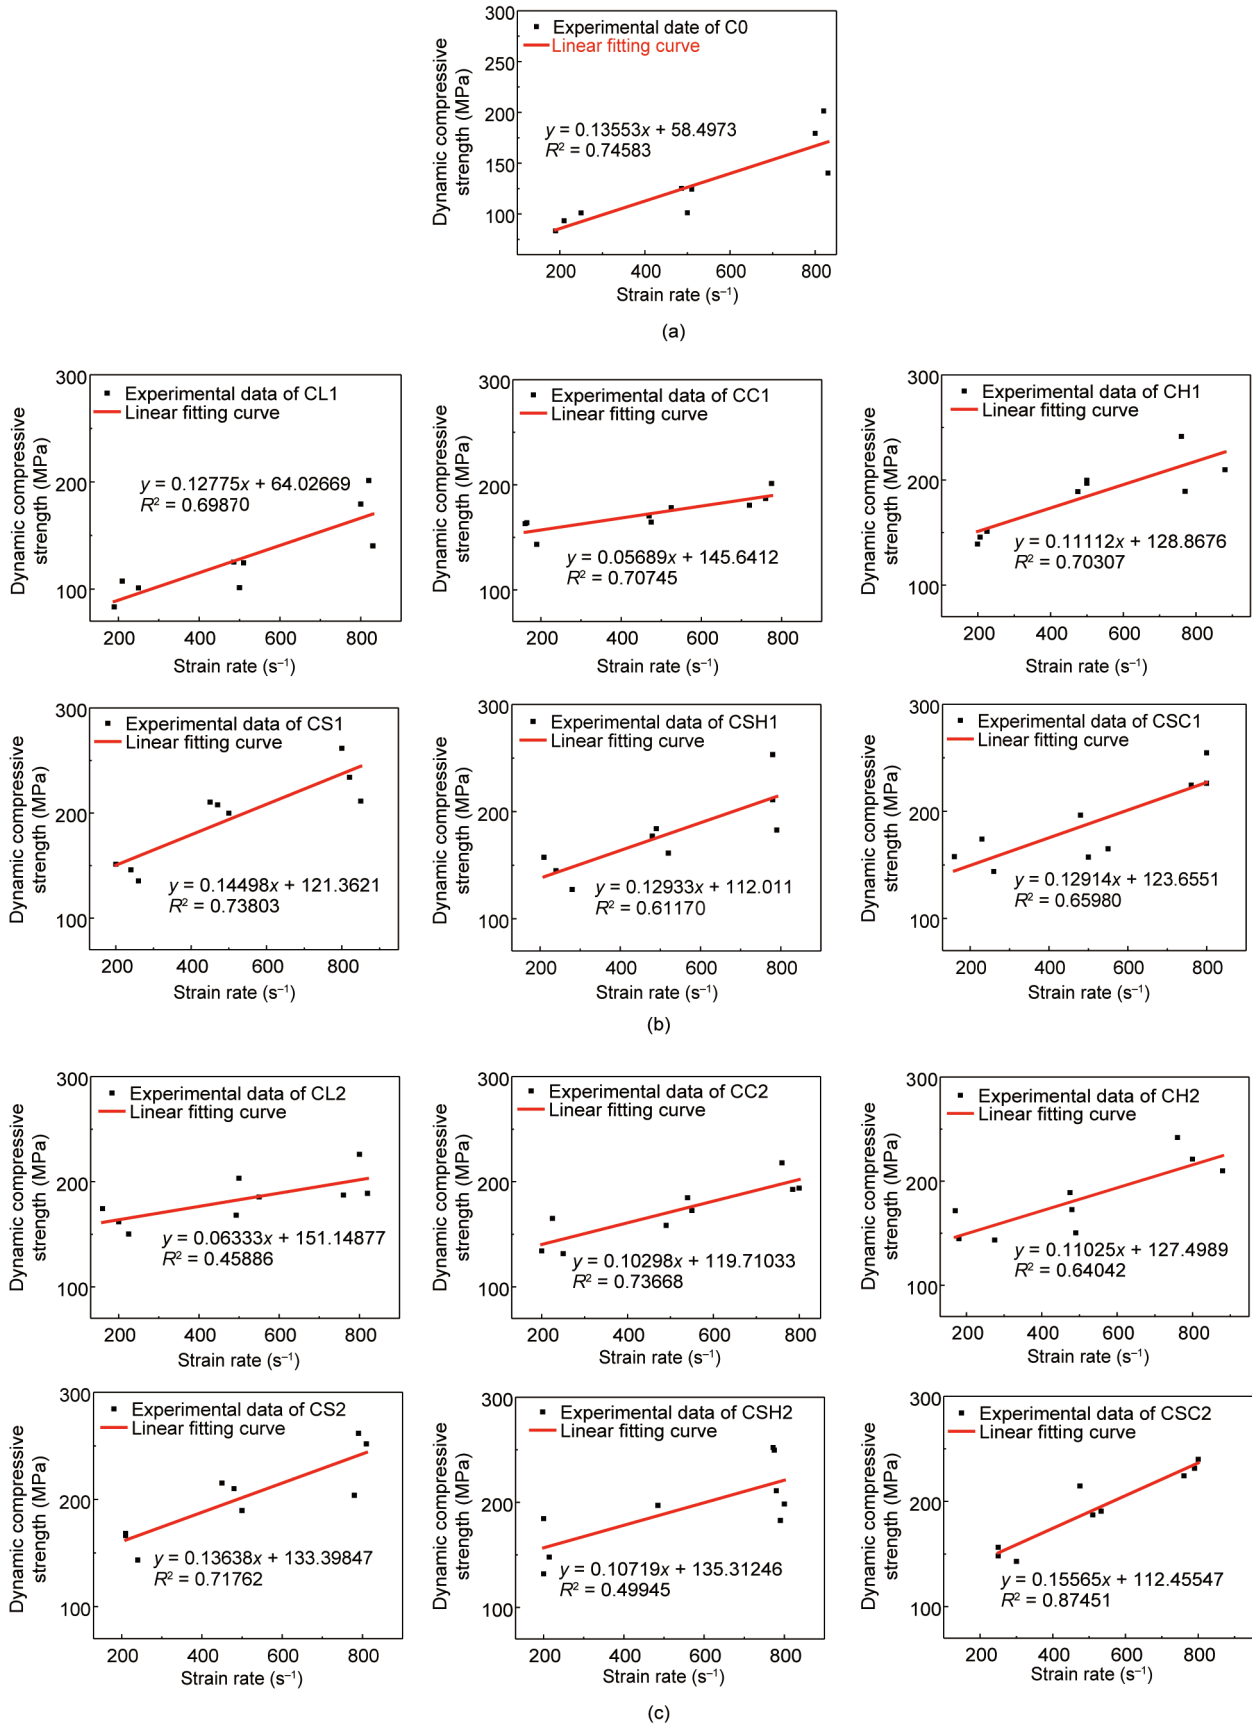 Experimental date of C0
Linear fitting curve
y = 0.13553x + 58.4973
R² = 0.74583
Dynamic compressive
strength (MPa)
300
250
200
150
100
200 400 600 800
Strain rate (s⁻¹)
(a)
Experimental data of CL1
Linear fitting curve
y = 0.12775x + 64.02669
R² = 0.69870
Dynamic compressive
strength (MPa)
300
200
100
200 400 600 800
Strain rate (s⁻¹)
Experimental data of CC1
Linear fitting curve
y = 0.05689x + 145.6412
R² = 0.70745
Dynamic compressive
strength (MPa)
300
200
100
200 400 600 800
Strain rate (s⁻¹)
Experimental data of CH1
Linear fitting curve
y = 0.11112x + 128.8676
R² = 0.70307
Dynamic compressive
strength (MPa)
300
200
100
200 400 600 800
Strain rate (s⁻¹)
Experimental data of CS1
Linear fitting curve
y = 0.14498x + 121.3621
R² = 0.73803
Dynamic compressive
strength (MPa)
300
200
100
200 400 600 800
Strain rate (s⁻¹)
Experimental data of CSH1
Linear fitting curve
y = 0.12933x + 112.011
R² = 0.61170
Dynamic compressive
strength (MPa)
300
200
100
200 400 600 800
Strain rate (s⁻¹)
Experimental data of CSC1
Linear fitting curve
y = 0.12914x + 123.6551
R² = 0.65980
Dynamic compressive
strength (MPa)
300
200
100
200 400 600 800
Strain rate (s⁻¹)
(b)
Experimental data of CL2
Linear fitting curve
y = 0.06333x + 151.14877
R² = 0.45886
Dynamic compressive
strength (MPa)
300
200
100
200 400 600 800
Strain rate (s⁻¹)
Experimental data of CC2
Linear fitting curve
y = 0.10298x + 119.71033
R² = 0.73668
Dynamic compressive
strength (MPa)
300
200
100
200 400 600 800
Strain rate (s⁻¹)
Experimental data of CH2
Linear fitting curve
y = 0.11025x + 127.4989
R² = 0.64042
Dynamic compressive
strength (MPa)
300
200
100
200 400 600 800
Strain rate (s⁻¹)
Experimental data of CS2
Linear fitting curve
y = 0.13638x + 133.39847
R² = 0.71762
Dynamic compressive
strength (MPa)
300
200
100
200 400 600 800
Strain rate (s⁻¹)
Experimental data of CSH2
Linear fitting curve
y = 0.10719x + 135.31246
R² = 0.49945
Dynamic compressive
strength (MPa)
300
200
100
200 400 600 800
Strain rate (s⁻¹)
Experimental data of CSC2
Linear fitting curve
y = 0.15565x + 112.45547
R² = 0.87451
Dynamic compressive
strength (MPa)
300
200
100
200 400 600 800
Strain rate (s⁻¹)
(c)